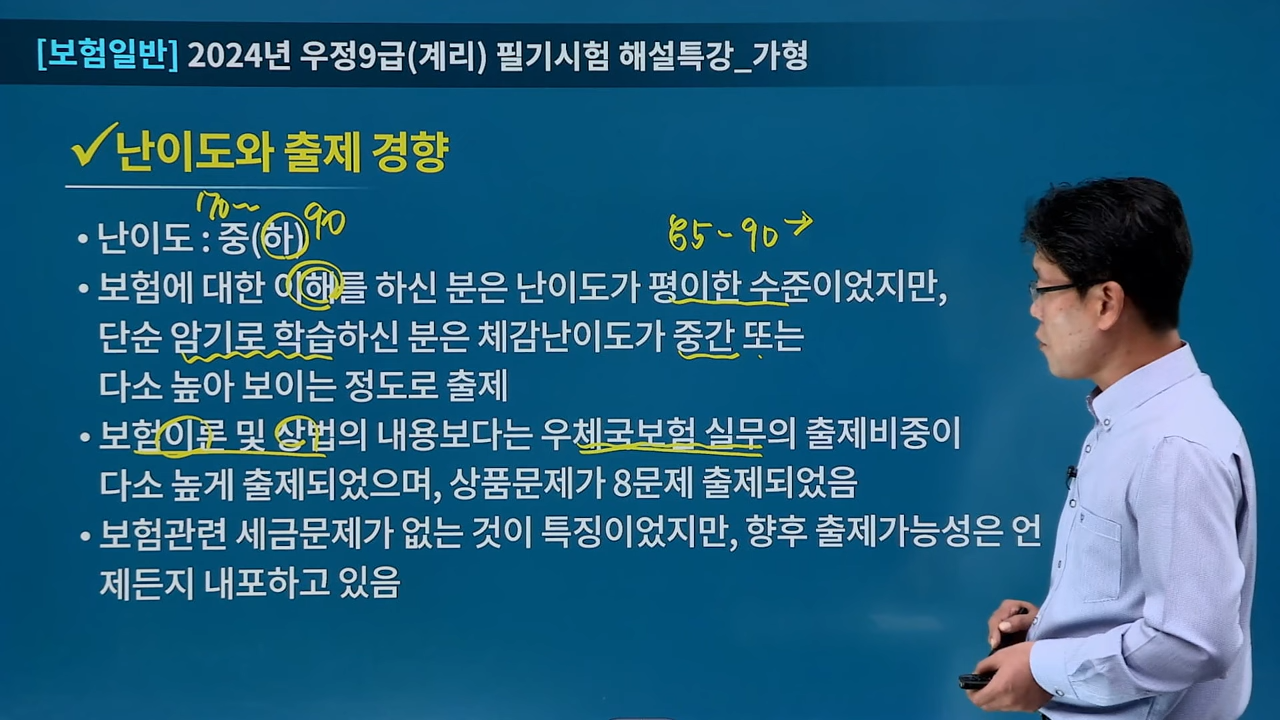 [보험일반] 2024년 우정9급(계리) 필기시험 해설특강_가형
✓난이도와 출제 경향
70~ 90
• 난이도 : 중(하)
85-90→
• 보험에 대한 이해를 하신 분은 난이도가 평이한 수준이었지만,
단순 암기로 학습하신 분은 체감난이도가 중간 또는
다소 높아 보이는 정도로 출제
• 보험이론 및 상법의 내용보다는 우체국보험 실무의 출제비중이
다소 높게 출제되었으며, 상품문제가 8문제 출제되었음
• 보험관련 세금문제가 없는 것이 특징이었지만, 향후 출제가능성은 언
제든지 내포하고 있음